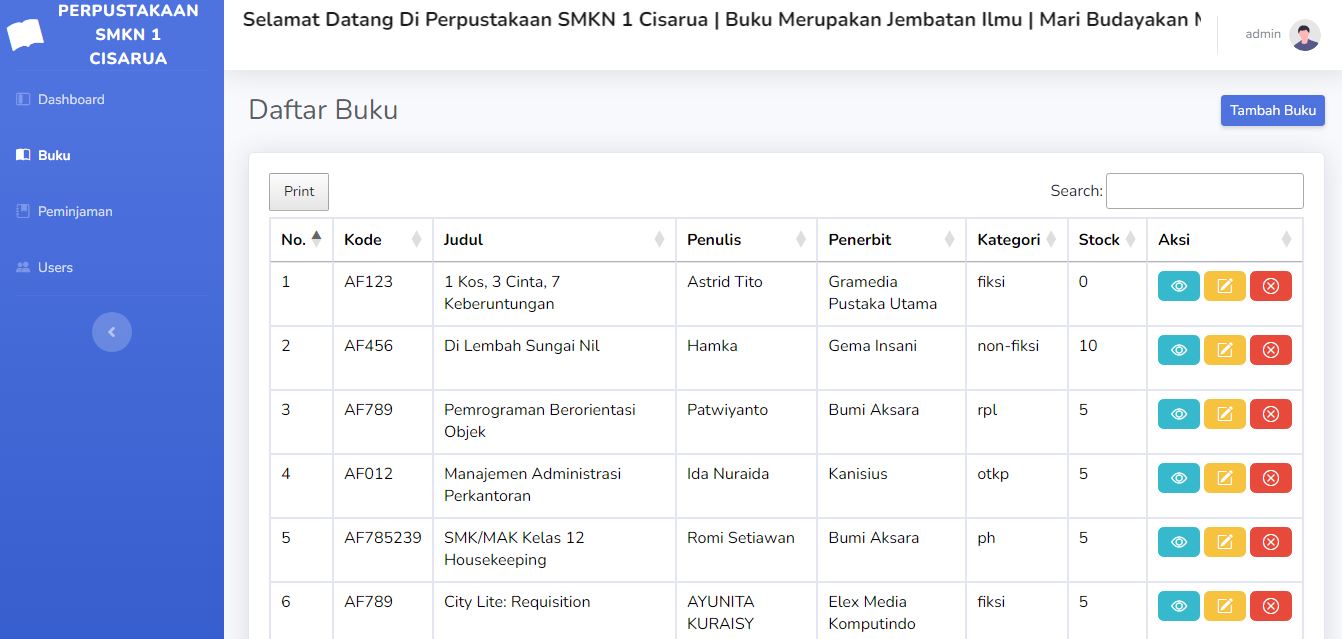 PERPUSTAKAAN
SMKN 1
CISARUA
Selamat Datang Di Perpustakaan SMKN 1 Cisarua | Buku Merupakan Jembatan Ilmu | Mari Budayakan
admin
Dashboard
Buku
Peminjaman
Users
Daftar Buku
Tambah Buku
Print
Search:
No. Kode Judul Penulis Penerbit Kategori Stock Aksi
1 AF123 1 Kos, 3 Cinta, 7 Astrid Tito Gramedia fiksi 0
Keberuntungan Pustaka Utama
2 AF456 Di Lembah Sungai Nil Hamka Gema Insani non-fiksi 10
3 AF789 Pemrograman Berorientasi Patwiyanto Bumi Aksara rpl 5
Objek
4 AF012 Manajemen Administrasi Ida Nuraida Kanisius otkp 5
Perkantoran
5 AF785239 SMK/MAK Kelas 12 Romi Setiawan Bumi Aksara ph 5
Housekeeping
6 AF789 City Lite: Requisition AYUNITA Elex Media fiksi 5
KURAISY Komputindo